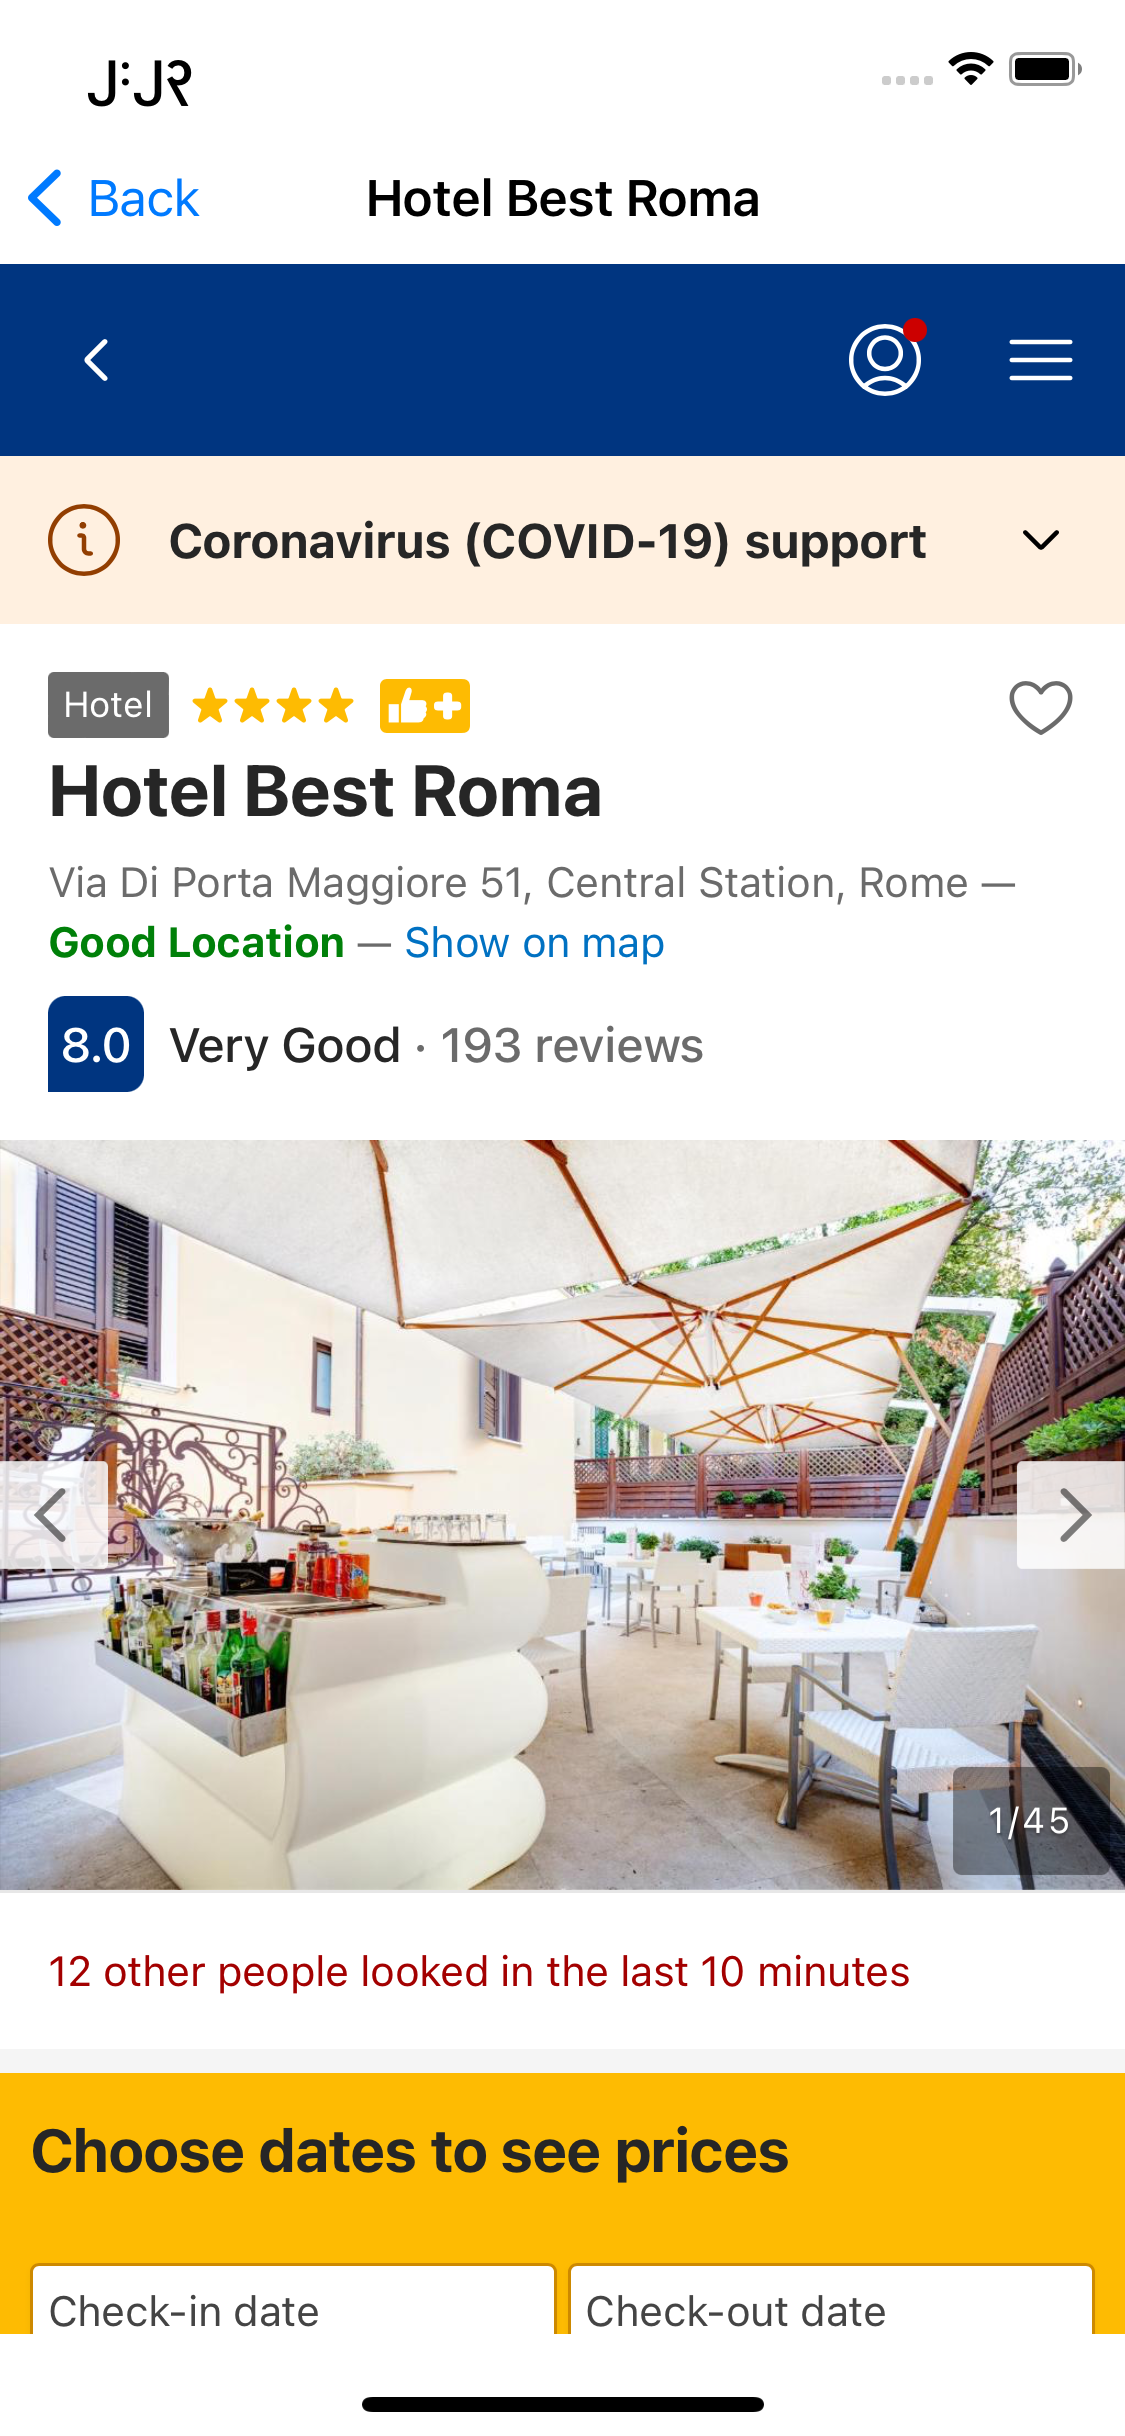 Back
Hotel Best Roma
Coronavirus (COVID-19) support
Hotel
Hotel Best Roma
Via Di Porta Maggiore 51, Central Station, Rome —
Good Location — Show on map
8.0 Very Good · 193 reviews
1/45
12 other people looked in the last 10 minutes
Choose dates to see prices
Check-in date
Check-out date